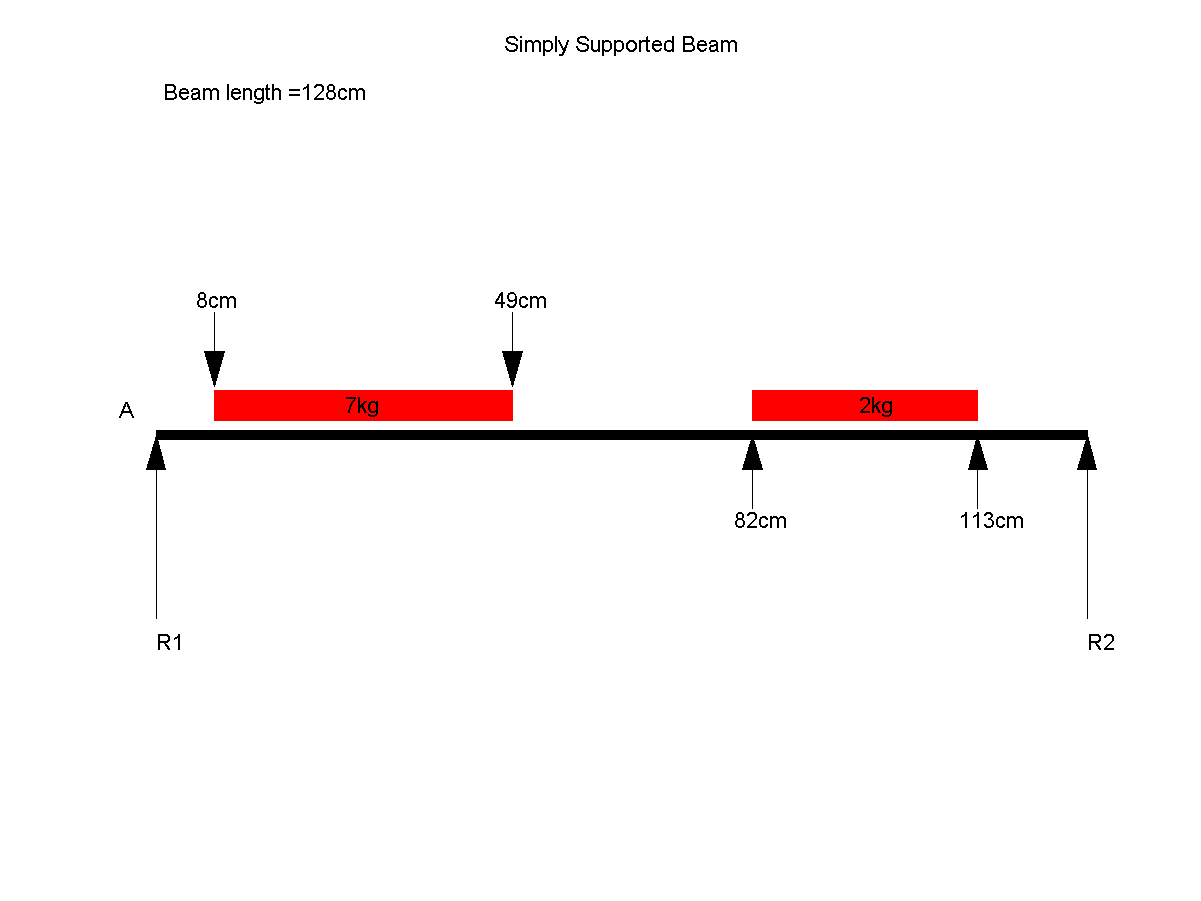 Simply Supported Beam
Beam length =128cm
8cm
49cm
A
7kg
2kg
82cm
113cm
R1
R2